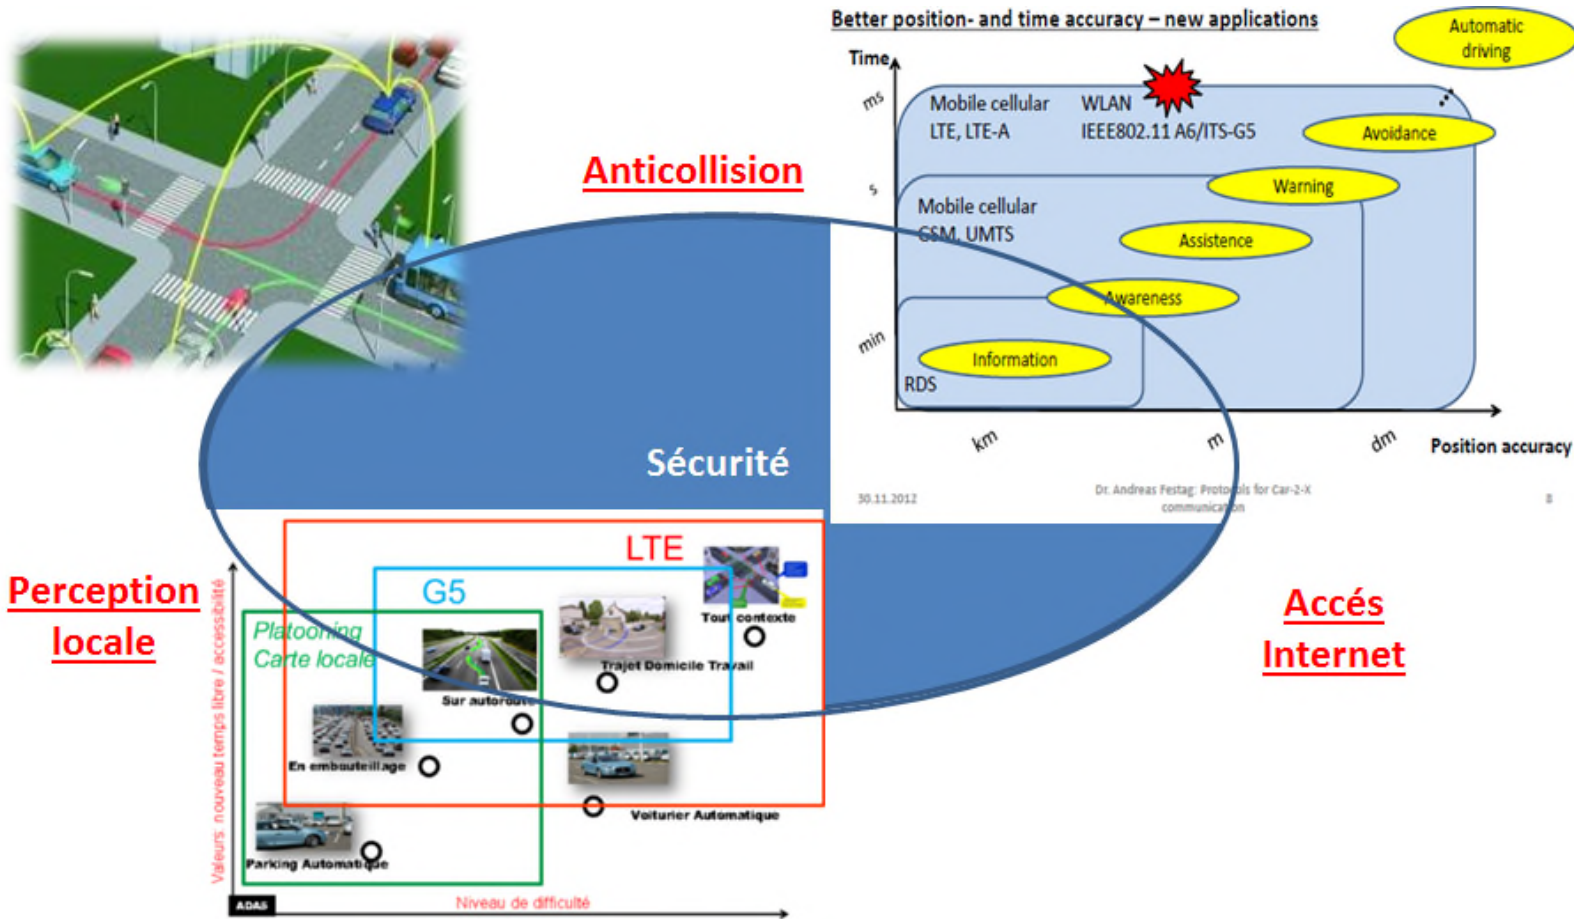 Better position- and time accuracy – new applications
Automatic
driving
Time
ms
Mobile cellular
LTE, LTE-A
WLAN
IEEE802.11 A6/ITS-G5
Avoidance
s
Warning
Mobile cellular
GSM, UMTS
Assistence
Awareness
min
Information
RDS
km
m
dm
Position accuracy
30.11.2012
Dr. Andreas Festag: Protocols for Car-2-X
communication
8
Anticollision
Sécurité
Perception
locale
Accés
Internet
LTE
G5
Platooning
Carte locale
Tout contexte
Trajet Domicile Travail
Sur autoroute
En embouteillage
Voiturier Automatique
Parking Automatique
Valeurs: nouveau temps libre / accessibilité
ADAS
Niveau de difficulté